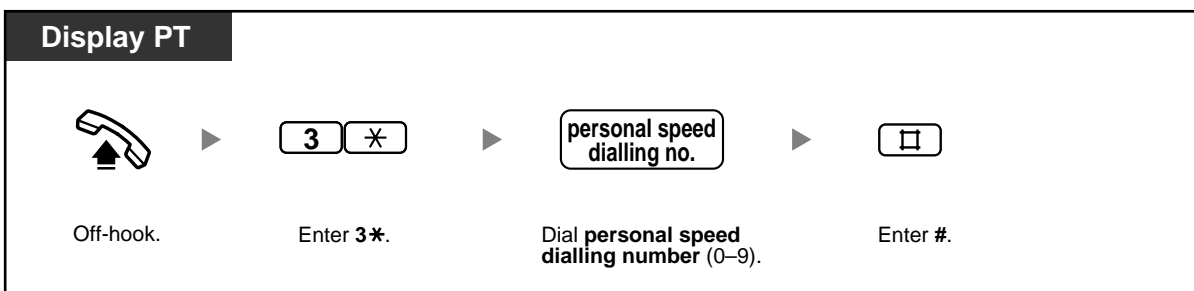 Display PT
3 ✳
personal speed
dialling no.
#
Off-hook.
Enter 3✳.
Dial personal speed
dialling number (0–9).
Enter #.